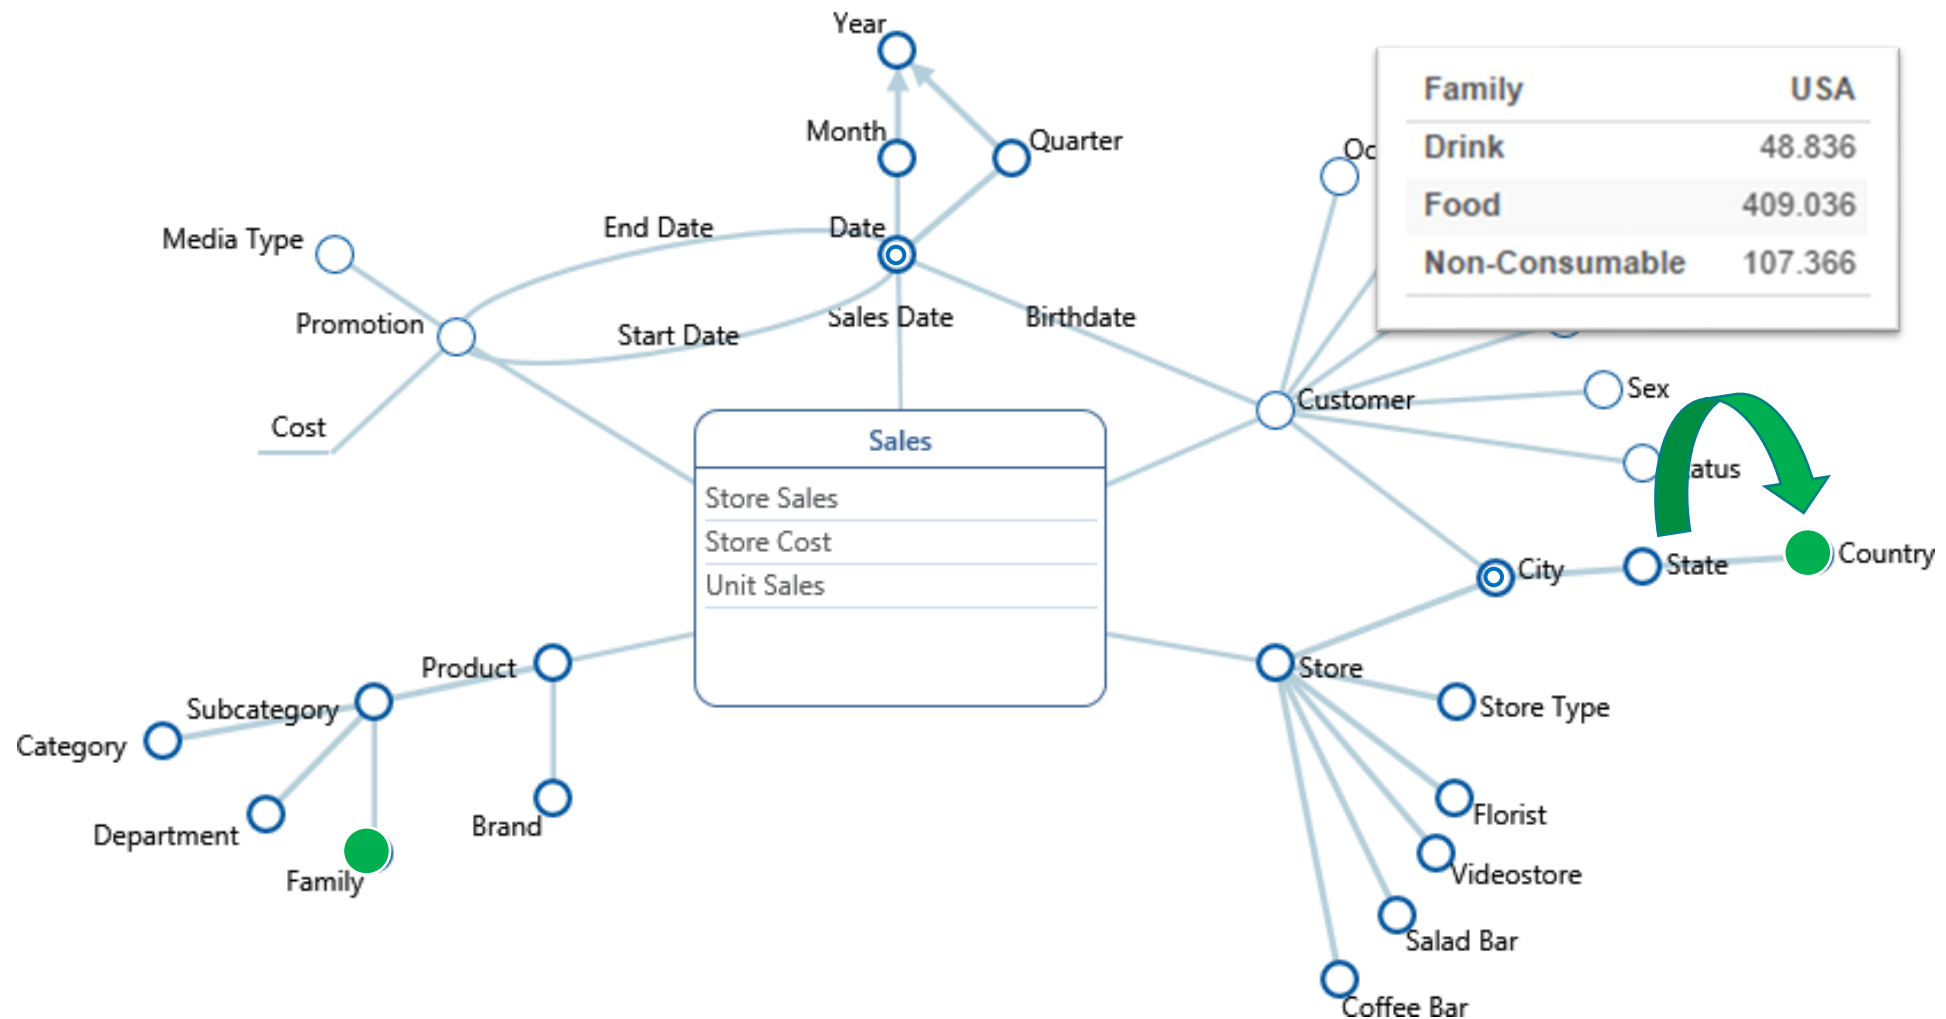 Year
Family USA
Month
Quarter
Drink 48.836
Food 409.036
Media Type
End Date
Date
Non-Consumable 107.366
Promotion
Start Date
Sales Date
Birthdate
Sex
Customer
Cost
Sales
Store Sales
Store Cost
Unit Sales
City
State
Country
Product
Store
Subcategory
Store Type
Category
Department
Brand
Florist
Family
Videostore
Salad Bar
Coffee Bar